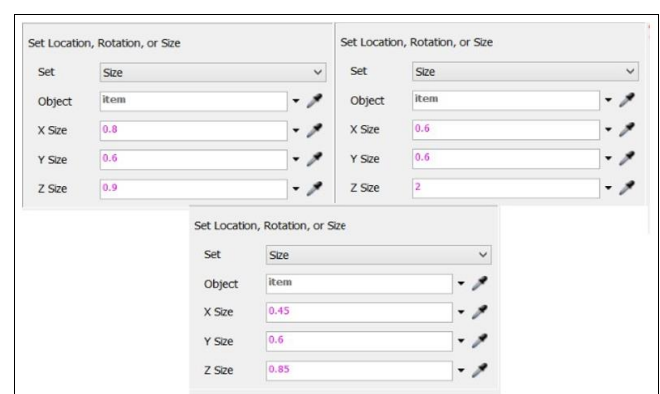 Set Location, Rotation, or Size
Set Size
Object item
X Size 0.8
Y Size 0.6
Z Size 0.9
Set Location, Rotation, or Size
Set Size
Object item
X Size 0.6
Y Size 0.6
Z Size 2
Set Location, Rotation, or Size
Set Size
Object item
X Size 0.45
Y Size 0.6
Z Size 0.85